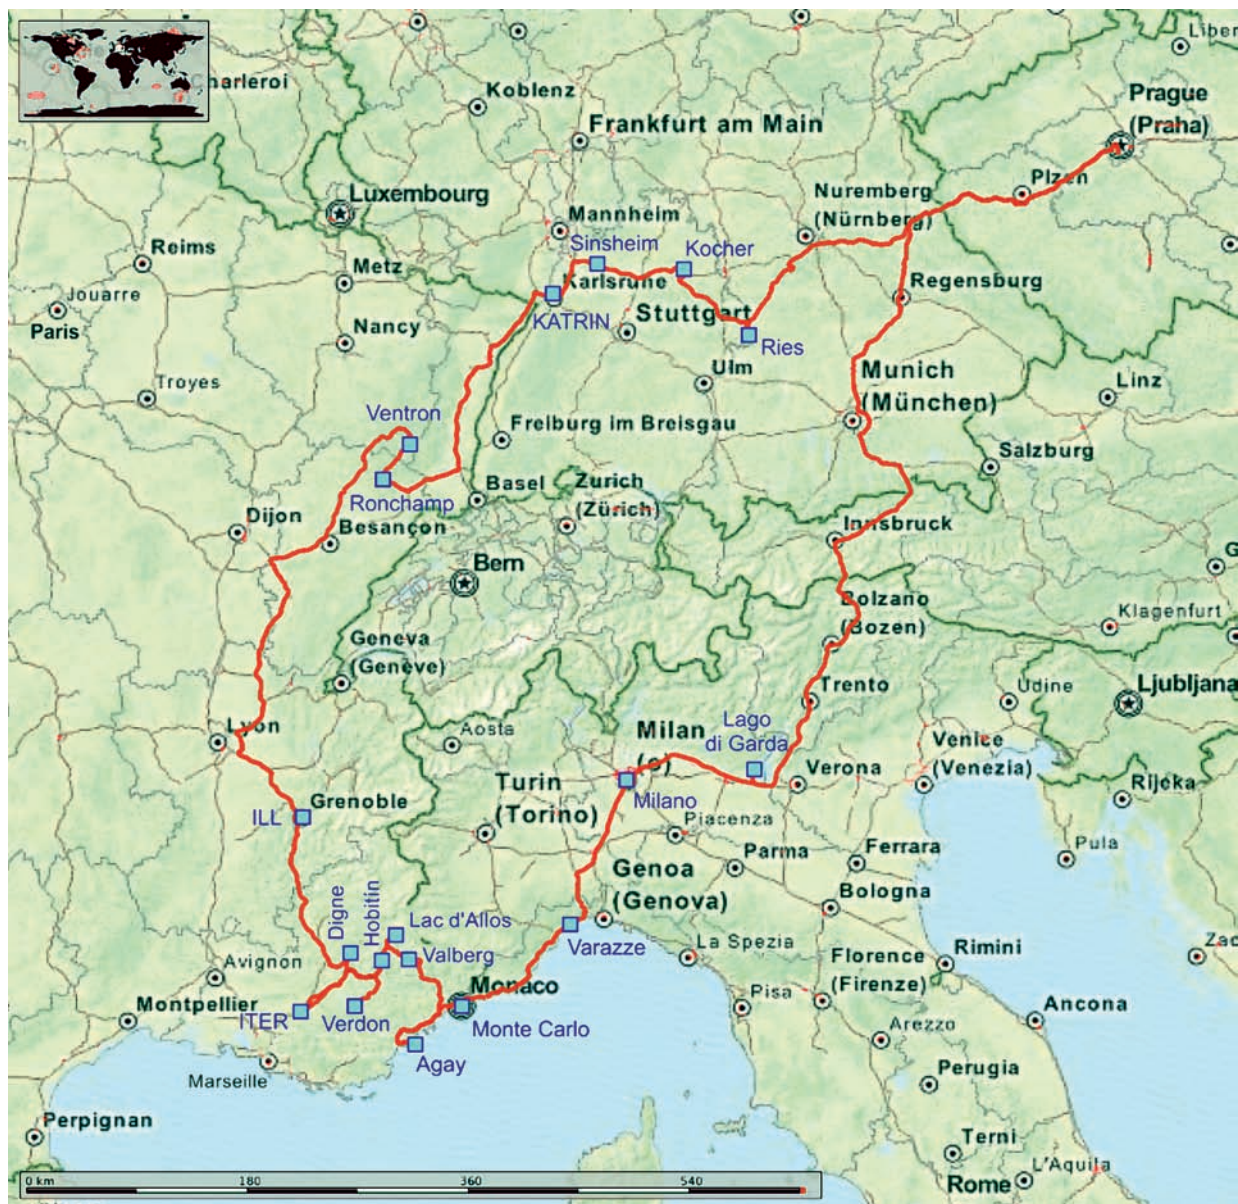 Charleroi
Koblenz
Liber
Prague
(Praha)
Frankfurt am Main
Luxembourg
Plzen
Nuremberg
(Nürnberg)
Mannheim
Reims
Sinsheim
Kocher
Metz
Karlsruhe
Regensburg
Jouarre
Paris
KATRIN
Stuttgart
Nancy
Ries
Ulm
Munich
(München)
Troyes
Linz
Ventron
Freiburg im Breisgau
Salzburg
Ronchamp
Basel
Zurich
(Zürich)
Dijon
Besançon
Innsbruck
Bern
G
Bolzano
(Bozen)
Klagenfurt
Geneva
(Genève)
Trento
Udine
Ljubljana
Lyon
Aosta
Milan
(o)
Lago
di Garda
Venice
(Venezia)
Verona
Rijeka
Turin
(Torino)
Milano
Grenoble
ILL
Piacenza
Pula
Parma
Ferrara
Genoa
(Genova)
Bologna
Digne
Hobitin
Lac d'Allos
Varazze
La Spezia
Rimini
Zad
Valberg
Avignon
Florence
(Firenze)
Monaco
Montpellier
ITER
Verdon
Monte Carlo
Pisa
Ancona
Arezzo
Agay
Marseille
Perugia
Perpignan
Terni
L'Aquila
Rome
0 km
180
360
540